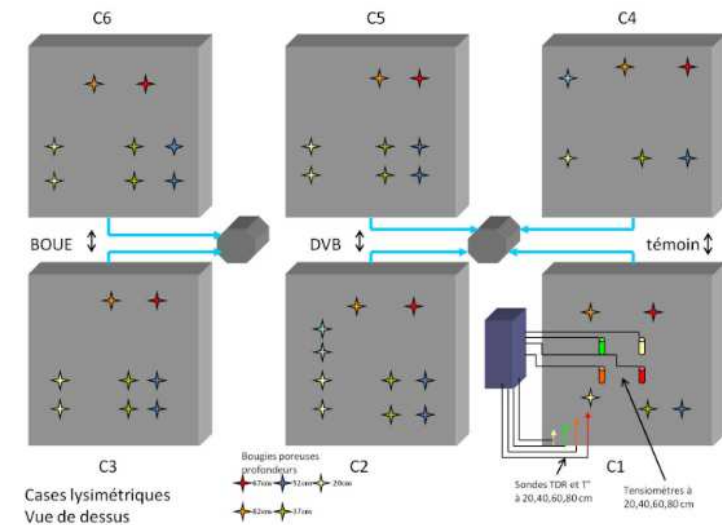 C6
C5
C4
BOUE
DVB
témoin
C3
C2
C1
Bougies poreuses
profondeurs
67cm
52cm
20cm
82cm
37cm
Sondes TDR et T°
à 20,40,60,80 cm
Tensiomètres à
20,40,60,80 cm
Cases lysimétriques
Vue de dessus